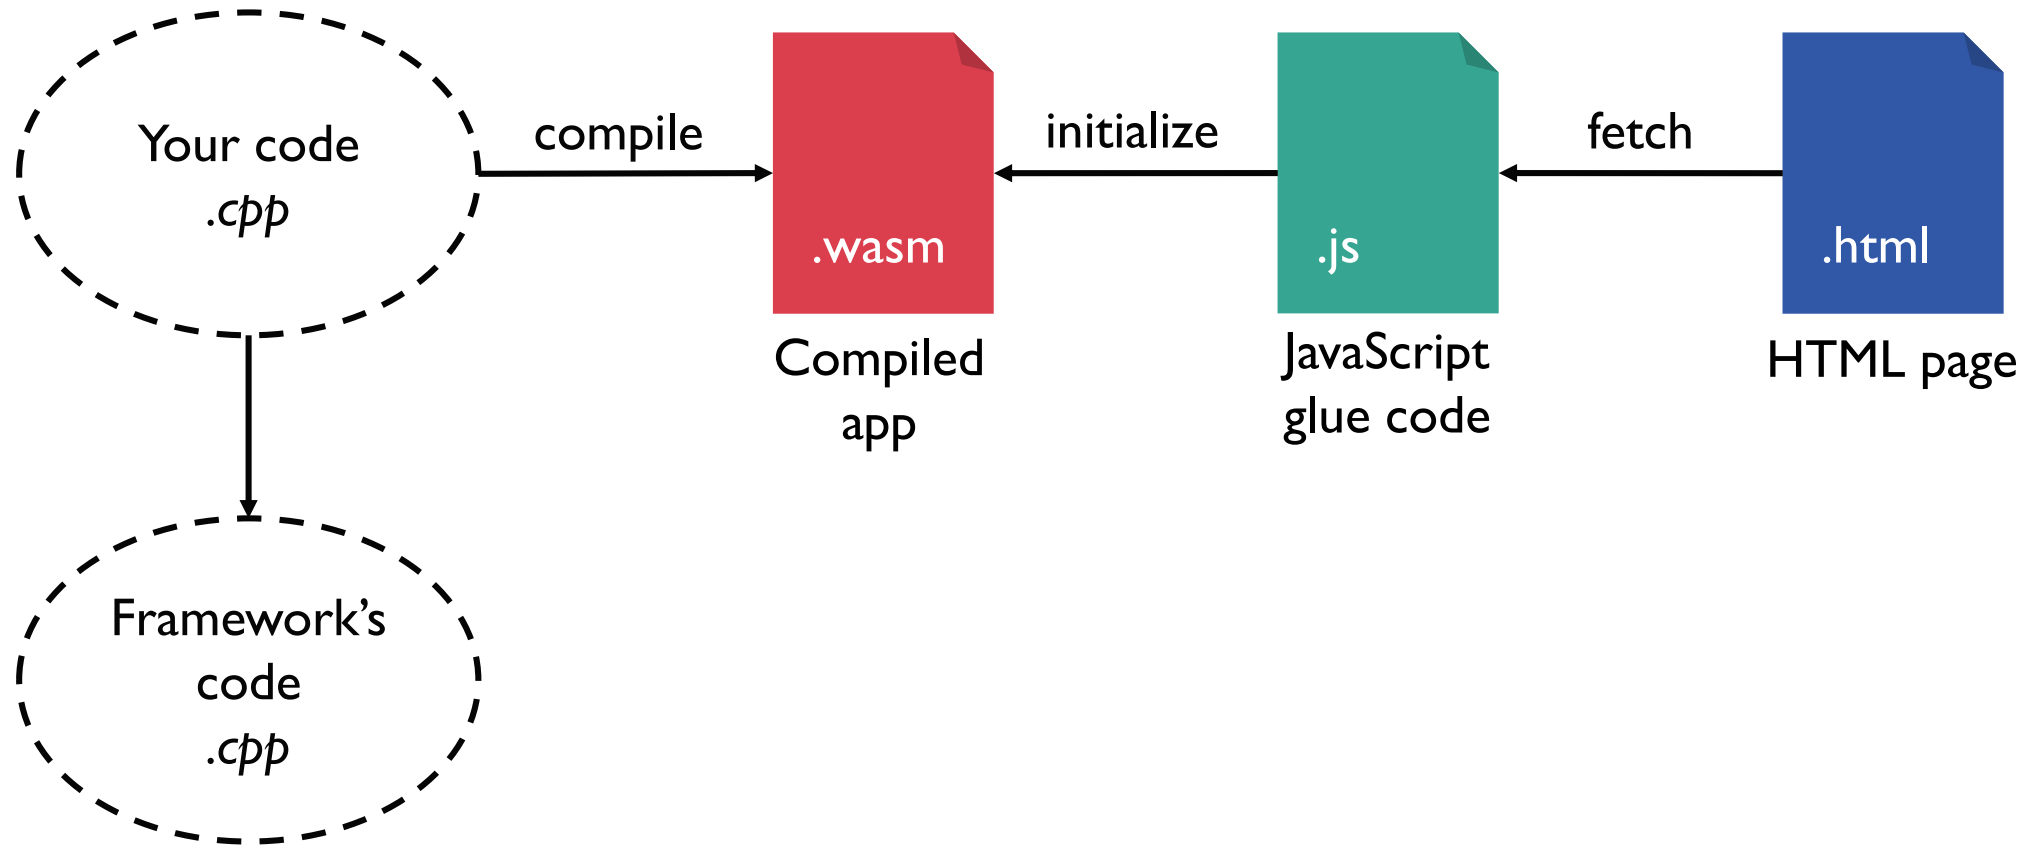 Your code
.cpp
compile
.wasm
Compiled
app
initialize
.js
JavaScript
glue code
fetch
.html
HTML page
Framework’s
code
.cpp